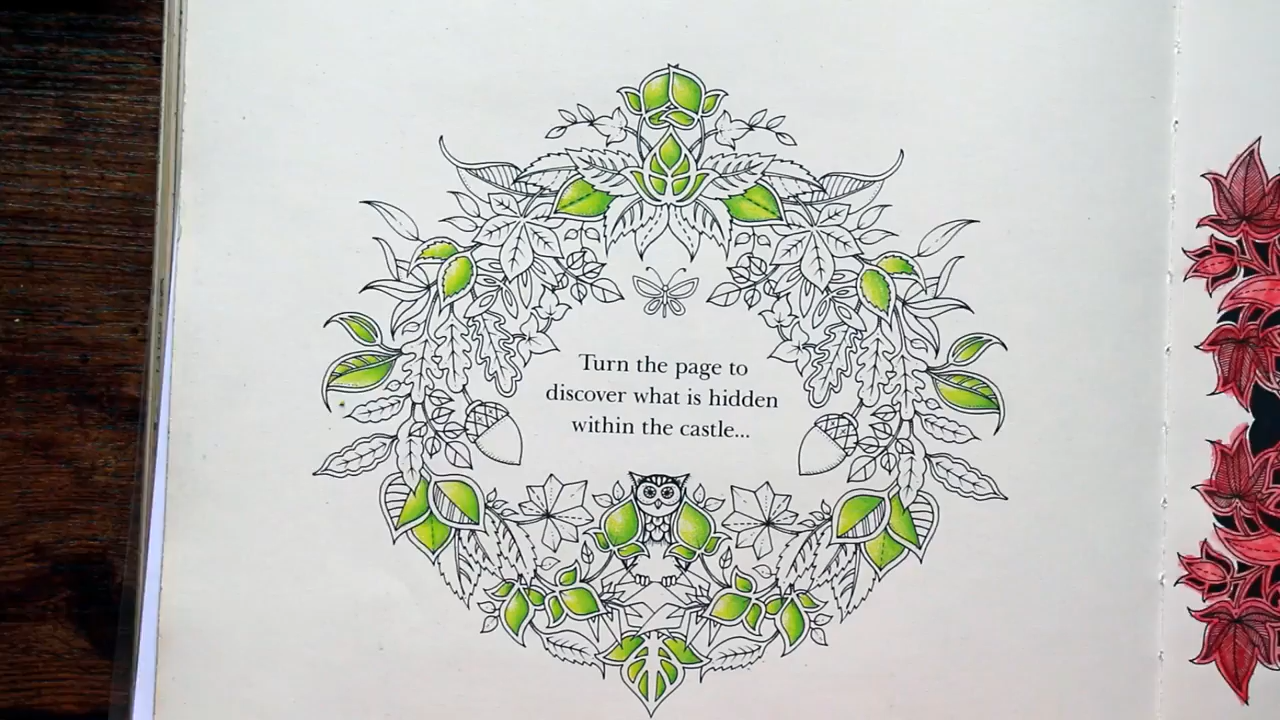 Turn the page to
discover what is hidden
within the castle...